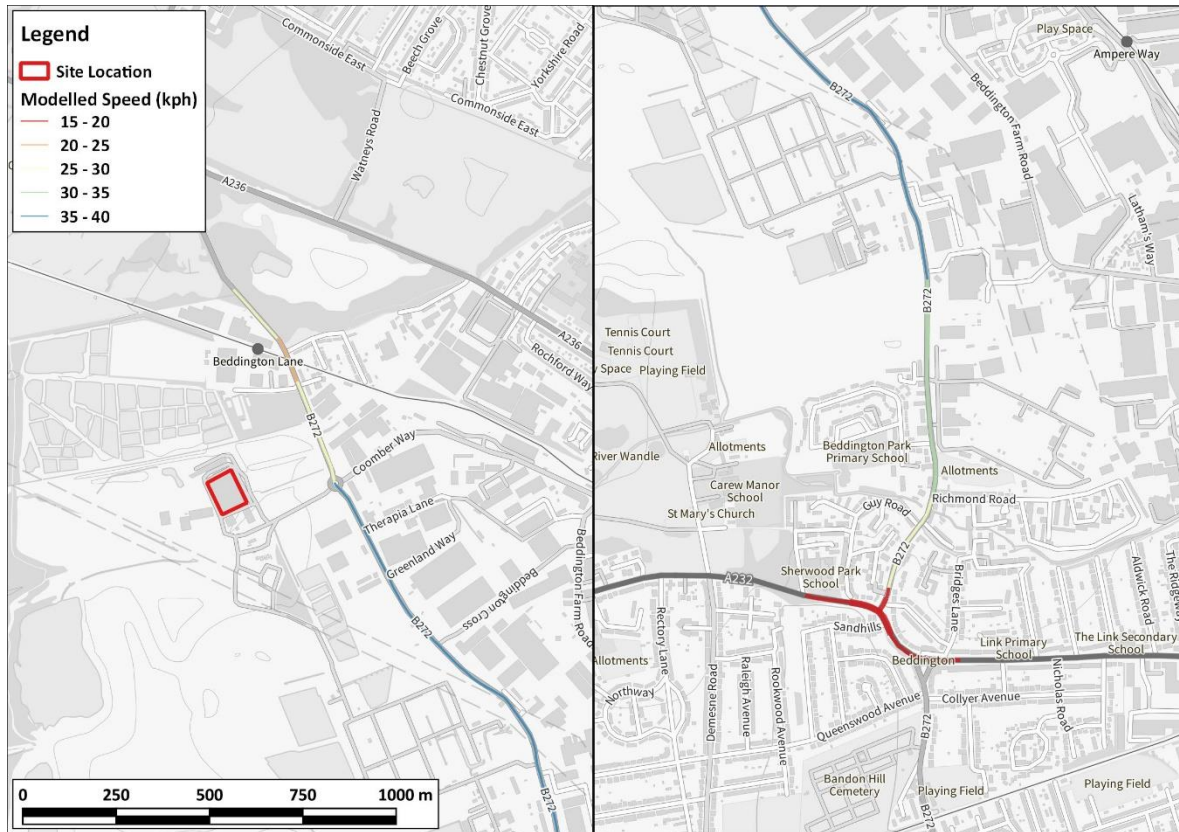 Legend
Site Location
Modelled Speed (kph)
15 - 20
20 - 25
25 - 30
30 - 35
35 - 40
Commonside East
Beech Grove
Chestnut Grove
Yorkshire Road
Commonside East
Watneys Road
A236
A236
Rochford Way
Beddington Lane
B272
Coomber Way
Therapia Lane
Greenland Way
Beddington Cross
Beddington Farm Road
B272
B272
0 250 500 750 1000 m
Play Space
Ampere Way
B272
Beddington Farm Road
Latham's Way
B272
Tennis Court
Tennis Court
y Space
Playing Field
River Wandle
Allotments
Carew Manor
School
St Mary's Church
Beddington Park
Primary School
Allotments
Richmond Road
Guy Road
B272
Sherwood Park
School
A232
Sandhills
Bridges Lane
Beddington
Link Primary
School
The Link Secondary
School
Aldwick Road
The Ridgeway
Allotments
Rectory Lane
Northway
Demesne Road
Raleigh Avenue
Rookwood Avenue
Queenswood Avenue
Collyer Avenue
Nicholas Road
B272
Bandon Hill
Cemetery
Playing Field
Playing Field
B272